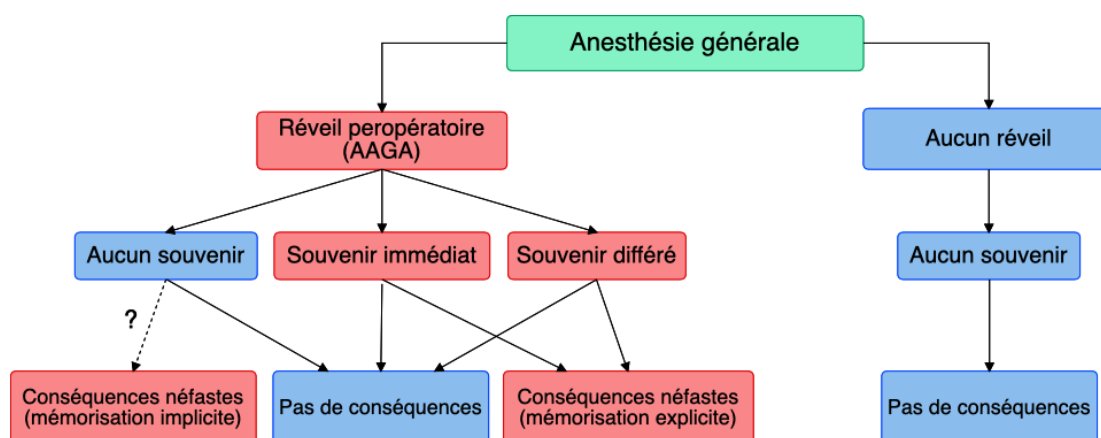 Anesthésie générale
Réveil peropératoire
(AAGA)
Aucun réveil
Aucun souvenir
Souvenir immédiat
Souvenir différé
Aucun souvenir
?
Conséquences néfastes
(mémorisation implicite)
Pas de conséquences
Conséquences néfastes
(mémorisation explicite)
Pas de conséquences